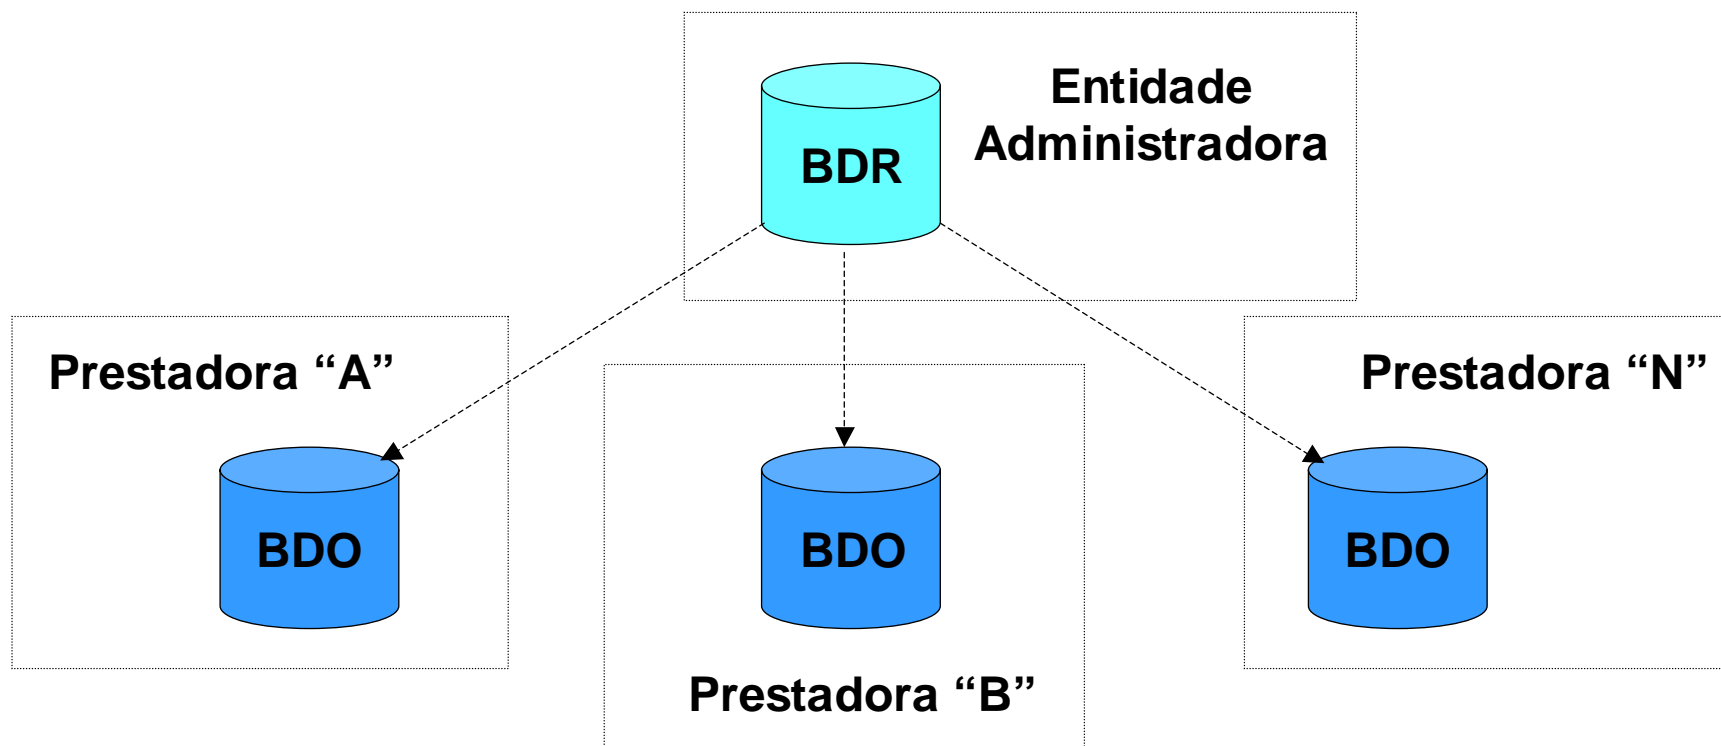 Entidade
Administradora
BDR
Prestadora “A”
Prestadora “N”
BDO
BDO
BDO
Prestadora “B”